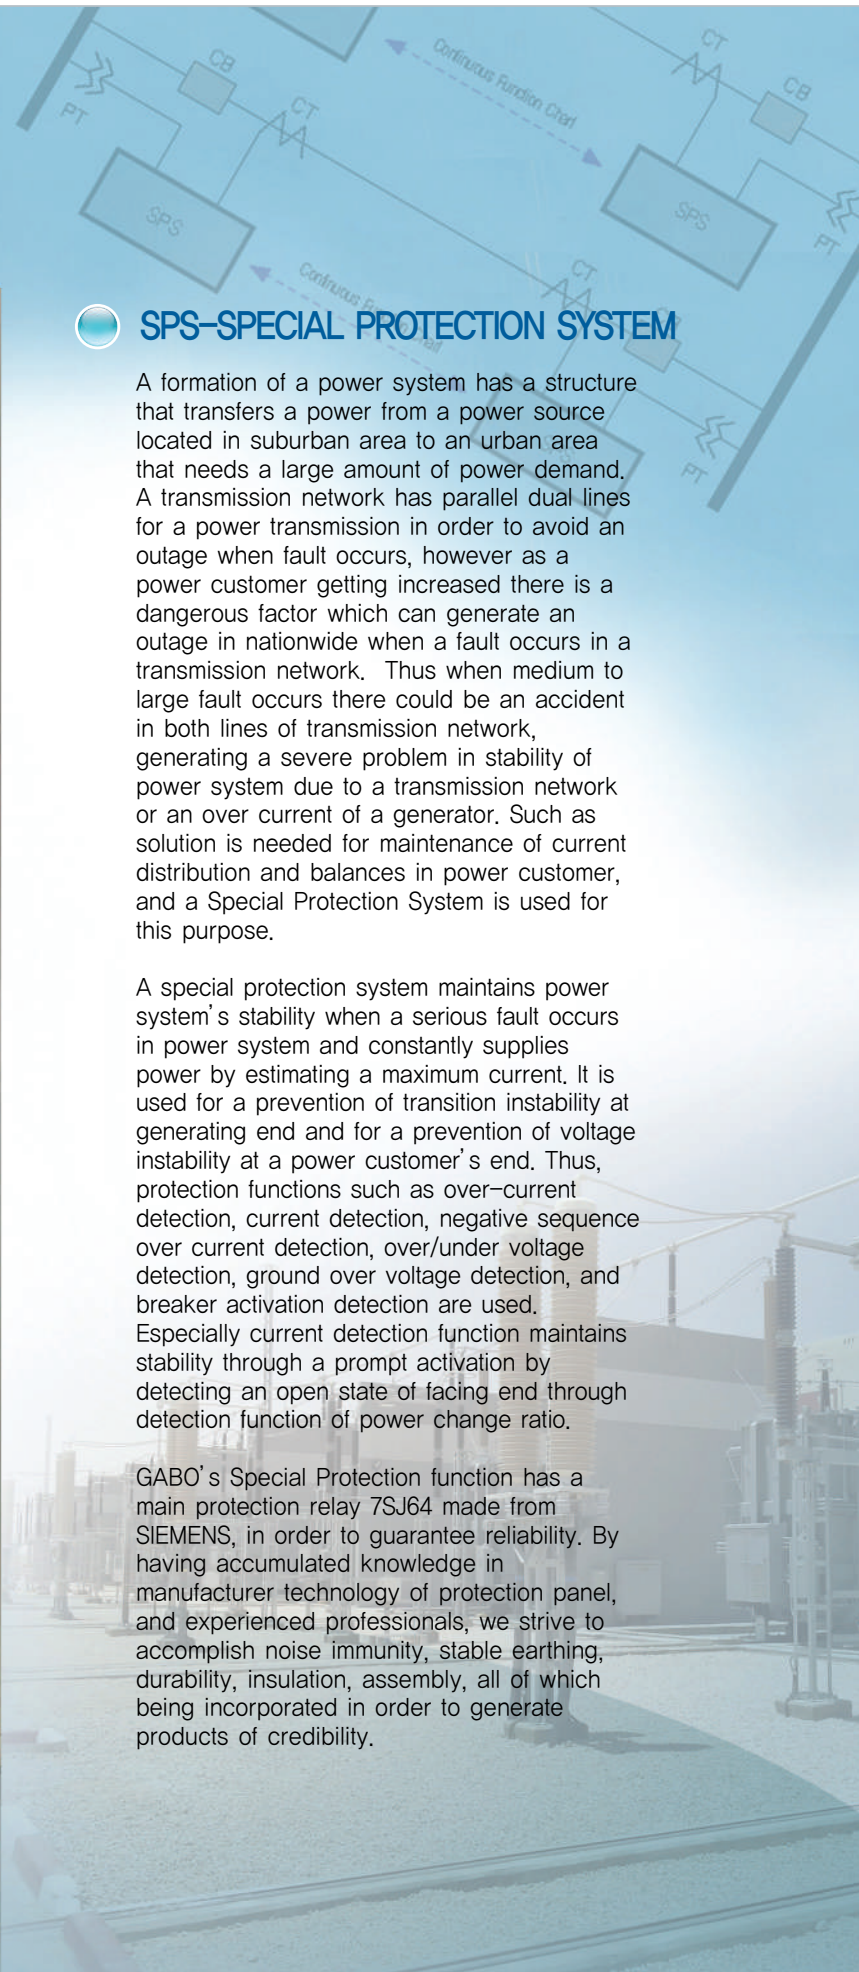 Continuous Function Chart
CT
CB
CB
CT
PT
SPS
SPS
PT
CT
Continuous Function Chart
PT
SPS-SPECIAL PROTECTION SYSTEM
A formation of a power system has a structure
that transfers a power from a power source
located in suburban area to an urban area
that needs a large amount of power demand.
A transmission network has parallel dual lines
for a power transmission in order to avoid an
outage when fault occurs, however as a
power customer getting increased there is a
dangerous factor which can generate an
outage in nationwide when a fault occurs in a
transmission network. Thus when medium to
large fault occurs there could be an accident
in both lines of transmission network,
generating a severe problem in stability of
power system due to a transmission network
or an over current of a generator. Such as
solution is needed for maintenance of current
distribution and balances in power customer,
and a Special Protection System is used for
this purpose.
A special protection system maintains power
system's stability when a serious fault occurs
in power system and constantly supplies
power by estimating a maximum current. It is
used for a prevention of transition instability at
generating end and for a prevention of voltage
instability at a power customer's end. Thus,
protection functions such as over-current
detection, current detection, negative sequence
over current detection, over/under voltage
detection, ground over voltage detection, and
breaker activation detection are used.
Especially current detection function maintains
stability through a prompt activation by
detecting an open state of facing end through
detection function of power change ratio.
GABO's Special Protection function has a
main protection relay 7SJ64 made from
SIEMENS, in order to guarantee reliability. By
having accumulated knowledge in
manufacturer technology of protection panel,
and experienced professionals, we strive to
accomplish noise immunity, stable earthing,
durability, insulation, assembly, all of which
being incorporated in order to generate
products of credibility.